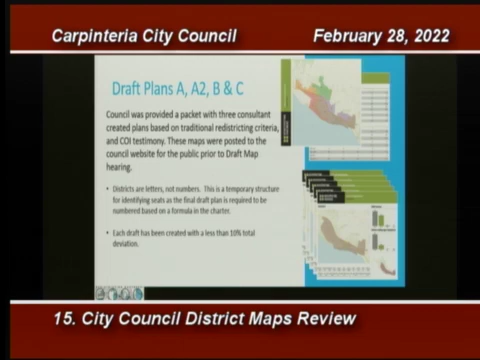 Carpinteria City Council
February 28, 2022
Draft Plans A, A2, B & C
Council was provided a packet with three consultant
created plans based on traditional redistricting criteria,
and COI testimony. These maps were posted to the
council website for the public prior to Draft Map
hearing.
• Districts are letters, not numbers. This is a temporary structure
for identifying seats as the final draft plan is required to be
numbered based on a formula in the charter.
• Each draft has been created with a less than 10% total
deviation.
15. City Council District Maps Review